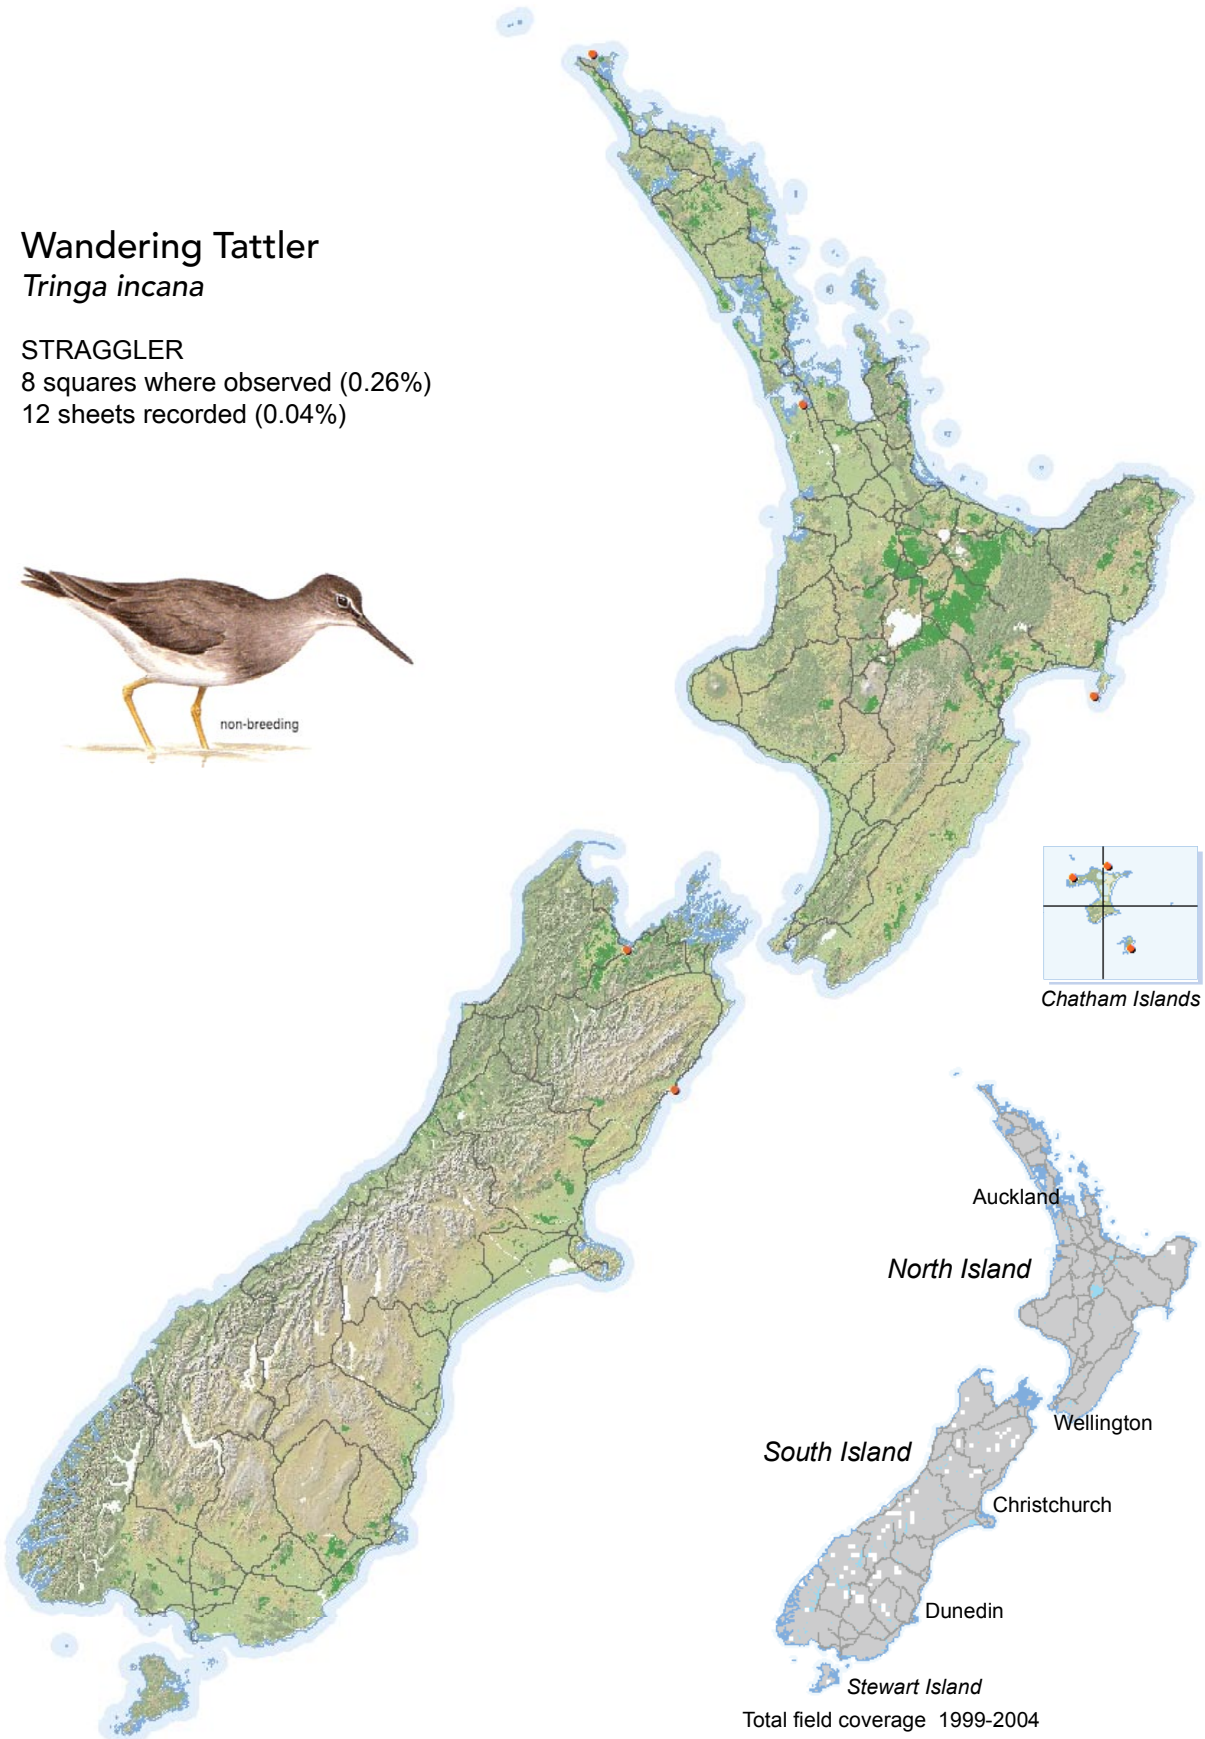 Wandering Tattler
Tringa incana
STRAGGLER
8 squares where observed (0.26%)
12 sheets recorded (0.04%)
non-breeding
Chatham Islands
Auckland
North Island
Wellington
South Island
Christchurch
Dunedin
Stewart Island
Total field coverage 1999-2004